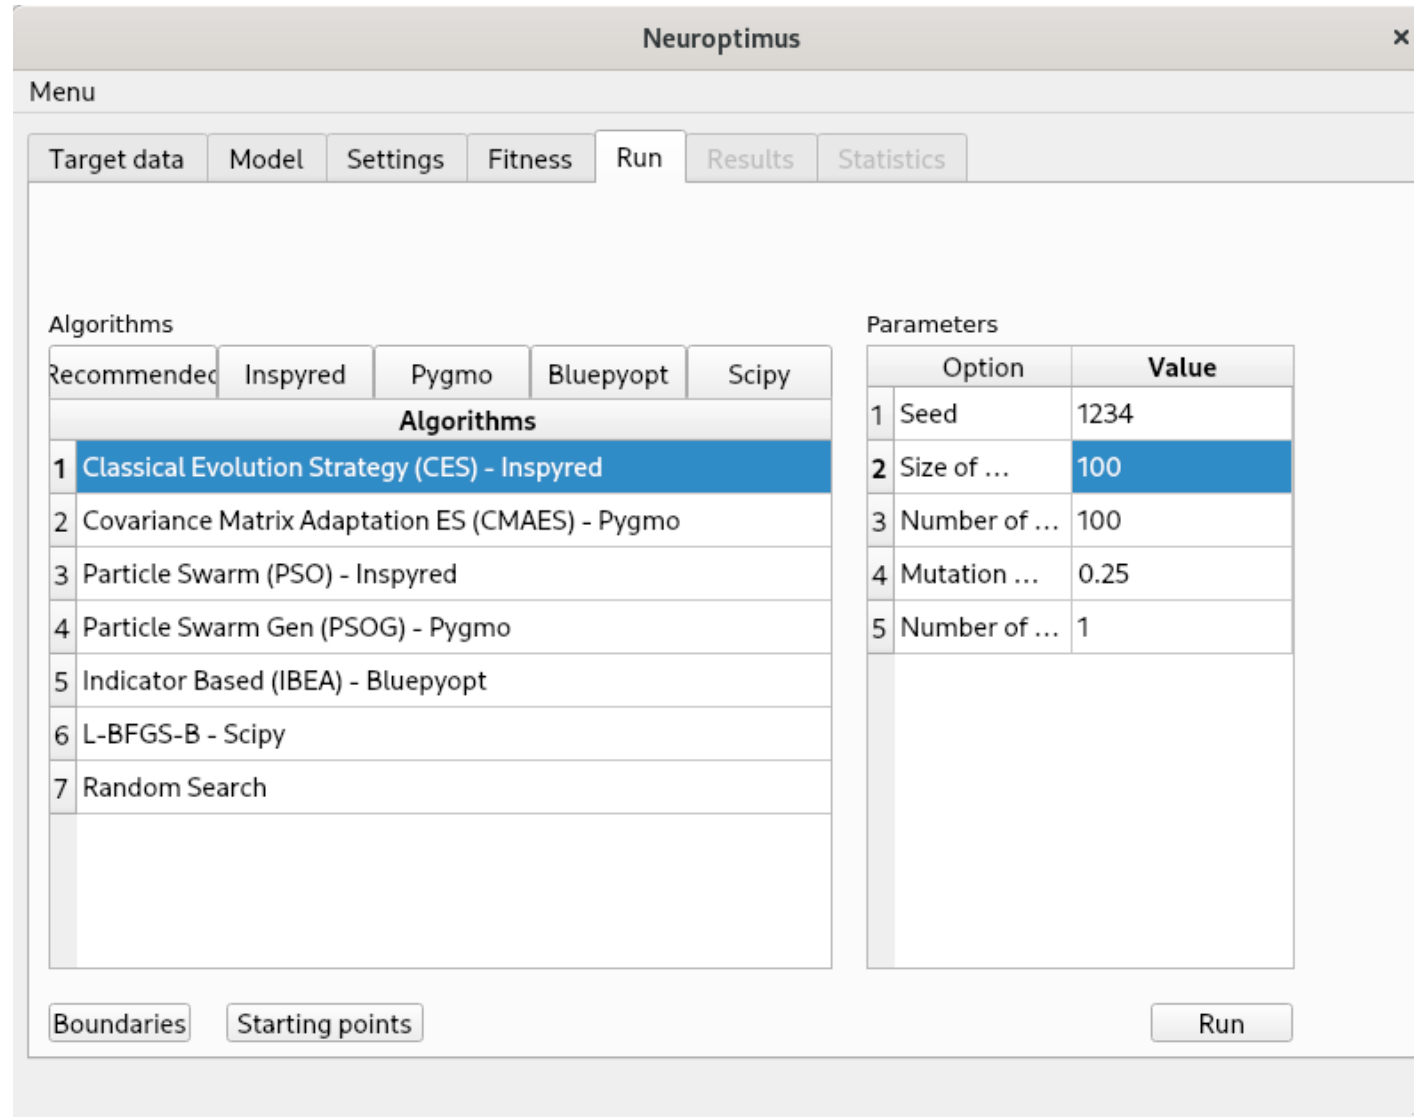 Neuroptimus ×
Menu
Target data Model Settings Fitness Run Results Statistics
Algorithms
Recommended Inspyred Pygmo Bluepyopt Scipy
Algorithms
1 Classical Evolution Strategy (CES) - Inspyred
2 Covariance Matrix Adaptation ES (CMAES) - Pygmo
3 Particle Swarm (PSO) - Inspyred
4 Particle Swarm Gen (PSOG) - Pygmo
5 Indicator Based (IBEA) - Bluepyopt
6 L-BFGS-B - Scipy
7 Random Search
Parameters
Option Value
1 Seed 1234
2 Size of ... 100
3 Number of ... 100
4 Mutation ... 0.25
5 Number of ... 1
Boundaries Starting points Run